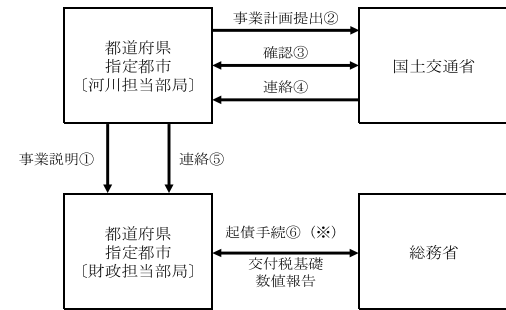 事業計画提出②
都道府県
指定都市
〔河川担当部局〕
確認③
国土交通省
連絡④
事業説明①
連絡⑤
都道府県
指定都市
〔財政担当部局〕
起債手続⑥（※）
交付税基礎
数値報告
総務省